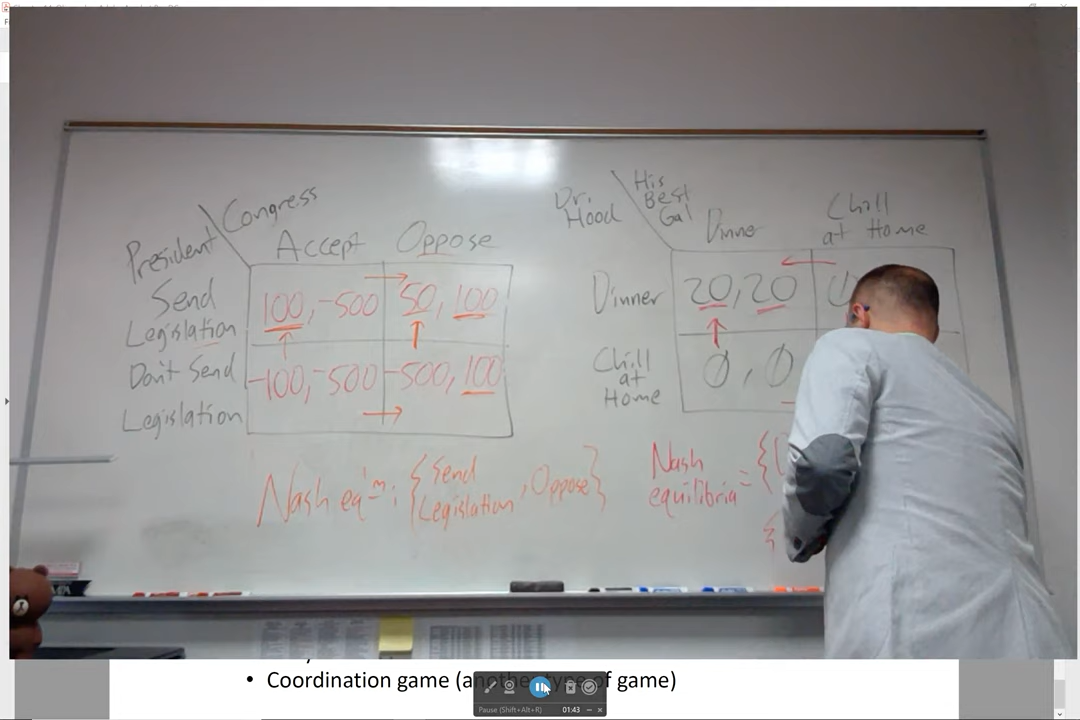 President
Congress
Accept
Oppose
Send
Legislation
100, -500
50, 100
Don't Send
Legislation
-100, -500
-500, 100
Nash eq'm: {Send Legislation, Oppose}
Dr. Hood
His
Best
Gal
Dinner
Chill
at Home
Dinner
20, 20
Chill
at
Home
0, 0
Nash
equilibria = {
{
• Coordination game (another type of game)
Pause (Shift+Alt+R)
01:43